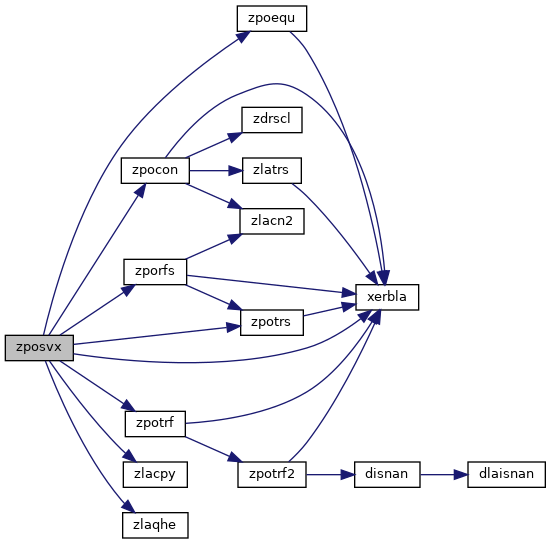 zpoequ
zdrscl
zpocon
zlatrs
zlacn2
zporfs
xerbla
zpotrs
zposvx
zpotrf
zlacpy
zpotrf2
disnan
dlaisnan
zlaqhe